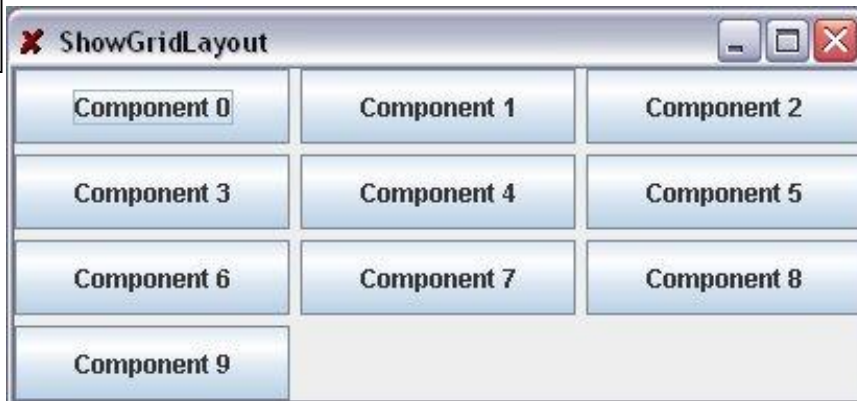 ShowGridLayout
Component 0 Component 1 Component 2
Component 3 Component 4 Component 5
Component 6 Component 7 Component 8
Component 9